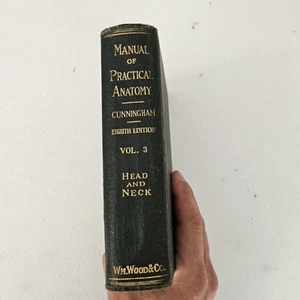 MANUAL
OF
PRACTICAL
ANATOMY
CUNNINGHAM
EIGHTH EDITION
VOL. 3
HEAD
AND
NECK
WM. WOOD & CO.